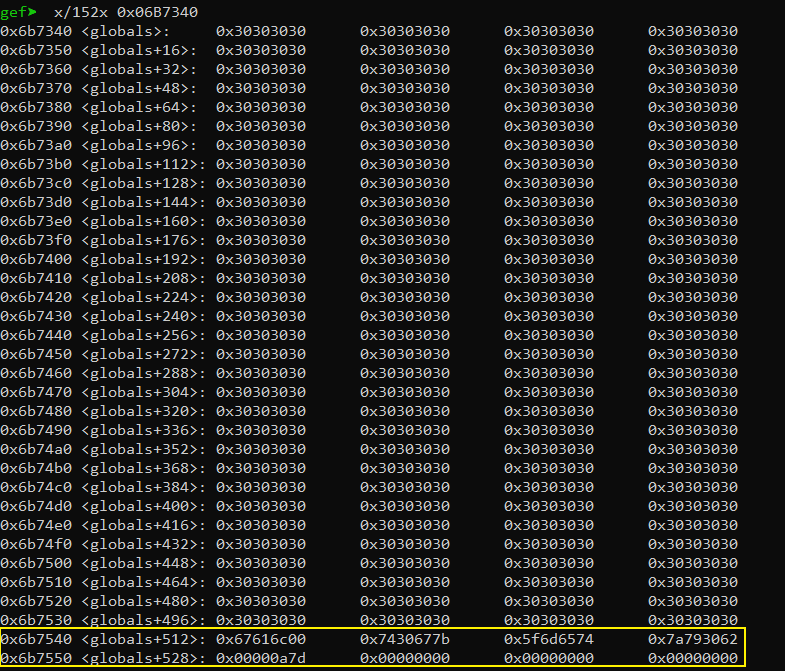 gef➤  x/152x 0x06B7340
0x6b7340 <globals>: 0x30303030 0x30303030 0x30303030 0x30303030
0x6b7350 <globals+16>: 0x30303030 0x30303030 0x30303030 0x30303030
0x6b7360 <globals+32>: 0x30303030 0x30303030 0x30303030 0x30303030
0x6b7370 <globals+48>: 0x30303030 0x30303030 0x30303030 0x30303030
0x6b7380 <globals+64>: 0x30303030 0x30303030 0x30303030 0x30303030
0x6b7390 <globals+80>: 0x30303030 0x30303030 0x30303030 0x30303030
0x6b73a0 <globals+96>: 0x30303030 0x30303030 0x30303030 0x30303030
0x6b73b0 <globals+112>: 0x30303030 0x30303030 0x30303030 0x30303030
0x6b73c0 <globals+128>: 0x30303030 0x30303030 0x30303030 0x30303030
0x6b73d0 <globals+144>: 0x30303030 0x30303030 0x30303030 0x30303030
0x6b73e0 <globals+160>: 0x30303030 0x30303030 0x30303030 0x30303030
0x6b73f0 <globals+176>: 0x30303030 0x30303030 0x30303030 0x30303030
0x6b7400 <globals+192>: 0x30303030 0x30303030 0x30303030 0x30303030
0x6b7410 <globals+208>: 0x30303030 0x30303030 0x30303030 0x30303030
0x6b7420 <globals+224>: 0x30303030 0x30303030 0x30303030 0x30303030
0x6b7430 <globals+240>: 0x30303030 0x30303030 0x30303030 0x30303030
0x6b7440 <globals+256>: 0x30303030 0x30303030 0x30303030 0x30303030
0x6b7450 <globals+272>: 0x30303030 0x30303030 0x30303030 0x30303030
0x6b7460 <globals+288>: 0x30303030 0x30303030 0x30303030 0x30303030
0x6b7470 <globals+304>: 0x30303030 0x30303030 0x30303030 0x30303030
0x6b7480 <globals+320>: 0x30303030 0x30303030 0x30303030 0x30303030
0x6b7490 <globals+336>: 0x30303030 0x30303030 0x30303030 0x30303030
0x6b74a0 <globals+352>: 0x30303030 0x30303030 0x30303030 0x30303030
0x6b74b0 <globals+368>: 0x30303030 0x30303030 0x30303030 0x30303030
0x6b74c0 <globals+384>: 0x30303030 0x30303030 0x30303030 0x30303030
0x6b74d0 <globals+400>: 0x30303030 0x30303030 0x30303030 0x30303030
0x6b74e0 <globals+416>: 0x30303030 0x30303030 0x30303030 0x30303030
0x6b74f0 <globals+432>: 0x30303030 0x30303030 0x30303030 0x30303030
0x6b7500 <globals+448>: 0x30303030 0x30303030 0x30303030 0x30303030
0x6b7510 <globals+464>: 0x30303030 0x30303030 0x30303030 0x30303030
0x6b7520 <globals+480>: 0x30303030 0x30303030 0x30303030 0x30303030
0x6b7530 <globals+496>: 0x30303030 0x30303030 0x30303030 0x30303030
0x6b7540 <globals+512>: 0x67616c00 0x7430677b 0x5f6d6574 0x7a793062
0x6b7550 <globals+528>: 0x00000a7d 0x00000000 0x00000000 0x00000000